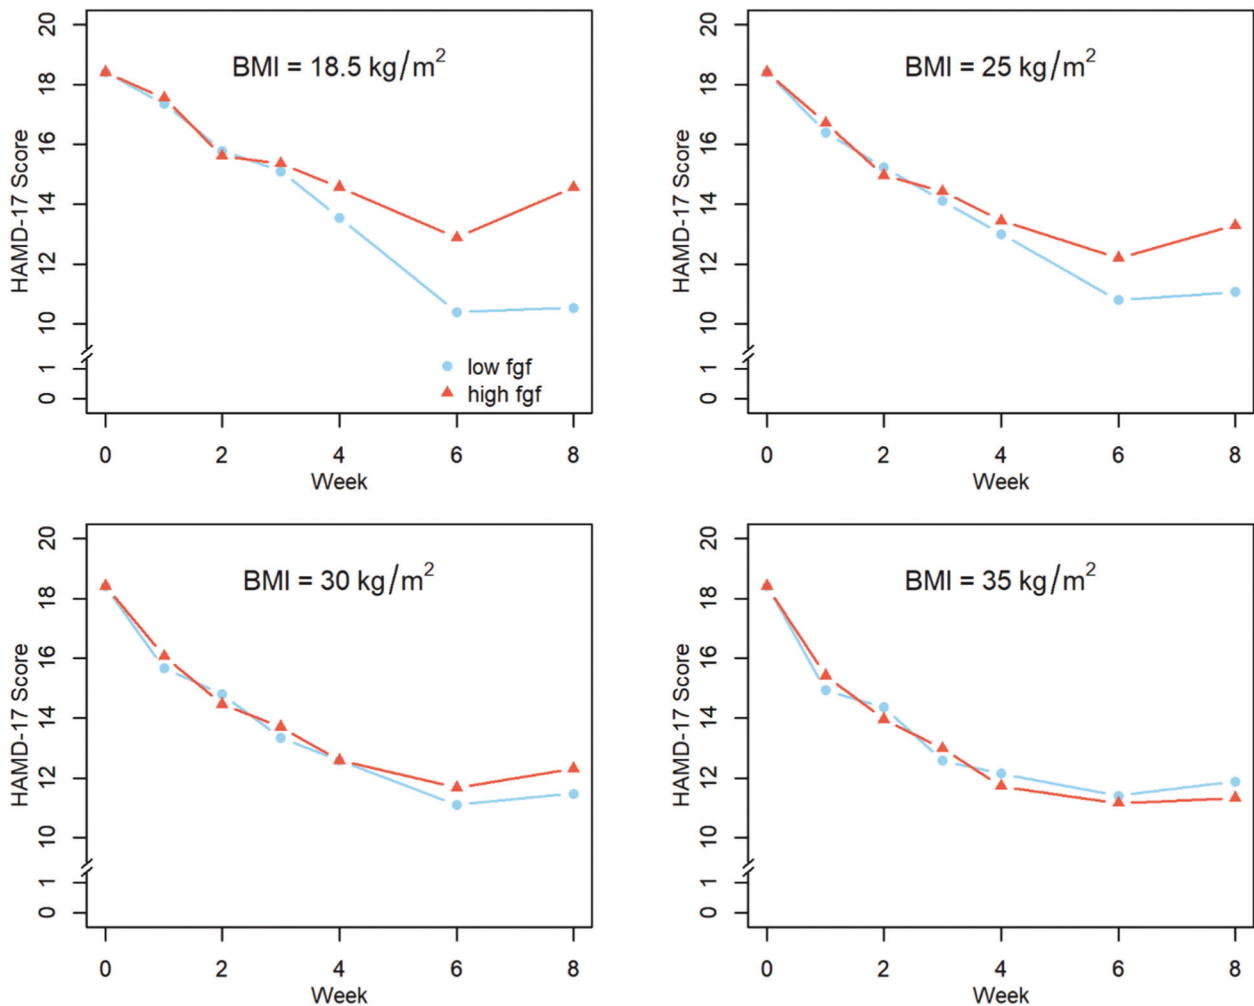 BMI = 18.5 kg/m²
HAMD-17 Score
20
18
16
14
12
10
1
0
low fgf
high fgf
0 2 4 6 8
Week
BMI = 25 kg/m²
HAMD-17 Score
20
18
16
14
12
10
1
0
0 2 4 6 8
Week
BMI = 30 kg/m²
HAMD-17 Score
20
18
16
14
12
10
1
0
0 2 4 6 8
Week
BMI = 35 kg/m²
HAMD-17 Score
20
18
16
14
12
10
1
0
0 2 4 6 8
Week